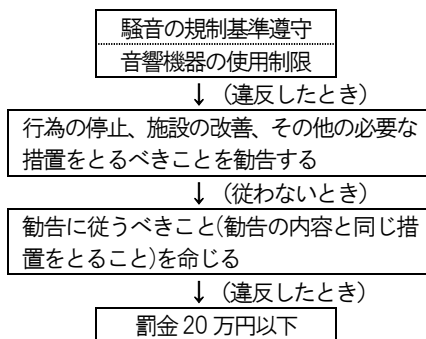 騒音の規制基準遵守
音響機器の使用制限
↓（違反したとき）
行為の停止、施設の改善、その他の必要な
措置をとるべきことを勧告する
↓（従わないとき）
勧告に従うべきこと(勧告の内容と同じ措
置をとること)を命じる
↓（違反したとき）
罰金20万円以下